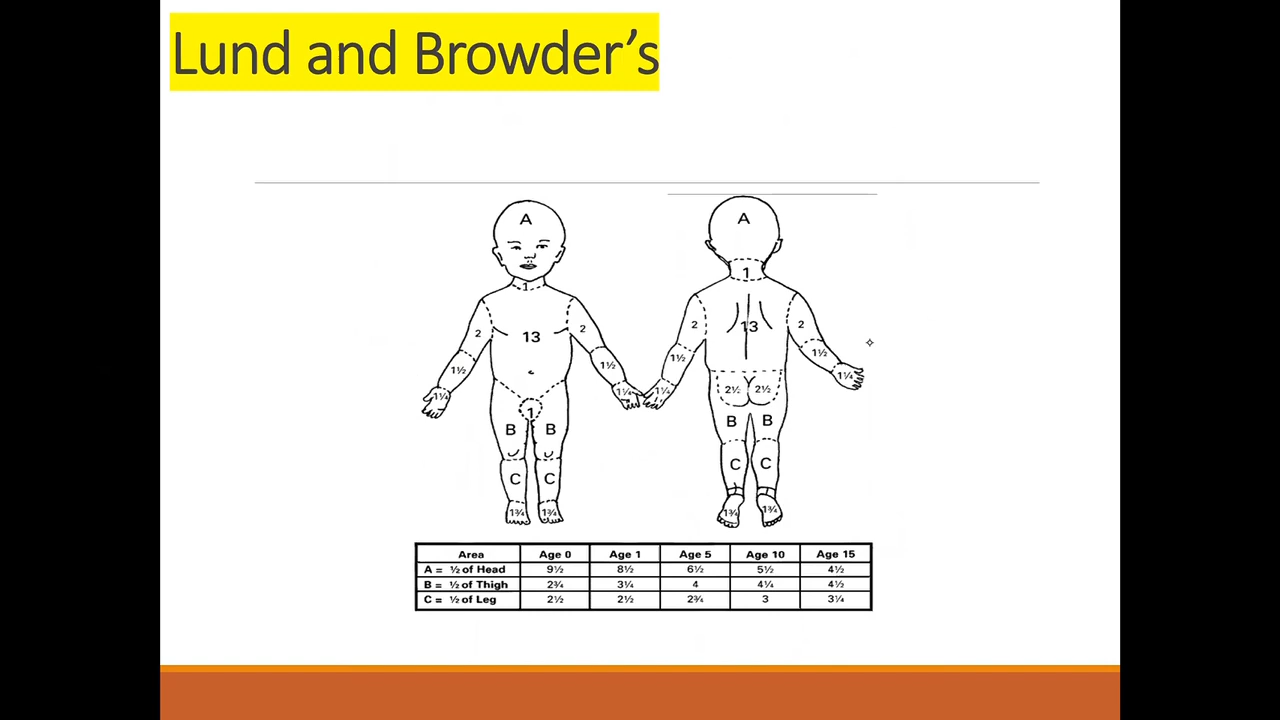 Lund and Browder’s
A
A
1
1
13
13
2
2
2
2
1½
1½
1½
1½
1¼
1¼
1¼
1¼
2½
2½
1
B
B
B
B
C
C
C
C
1¾
1¾
1¾
1¾
Area Age 0 Age 1 Age 5 Age 10 Age 15
A = ½ of Head 9½ 8½ 6½ 5½ 4½
B = ½ of Thigh 2¾ 3¼ 4 4¼ 4½
C = ½ of Leg 2½ 2½ 2¾ 3 3¼